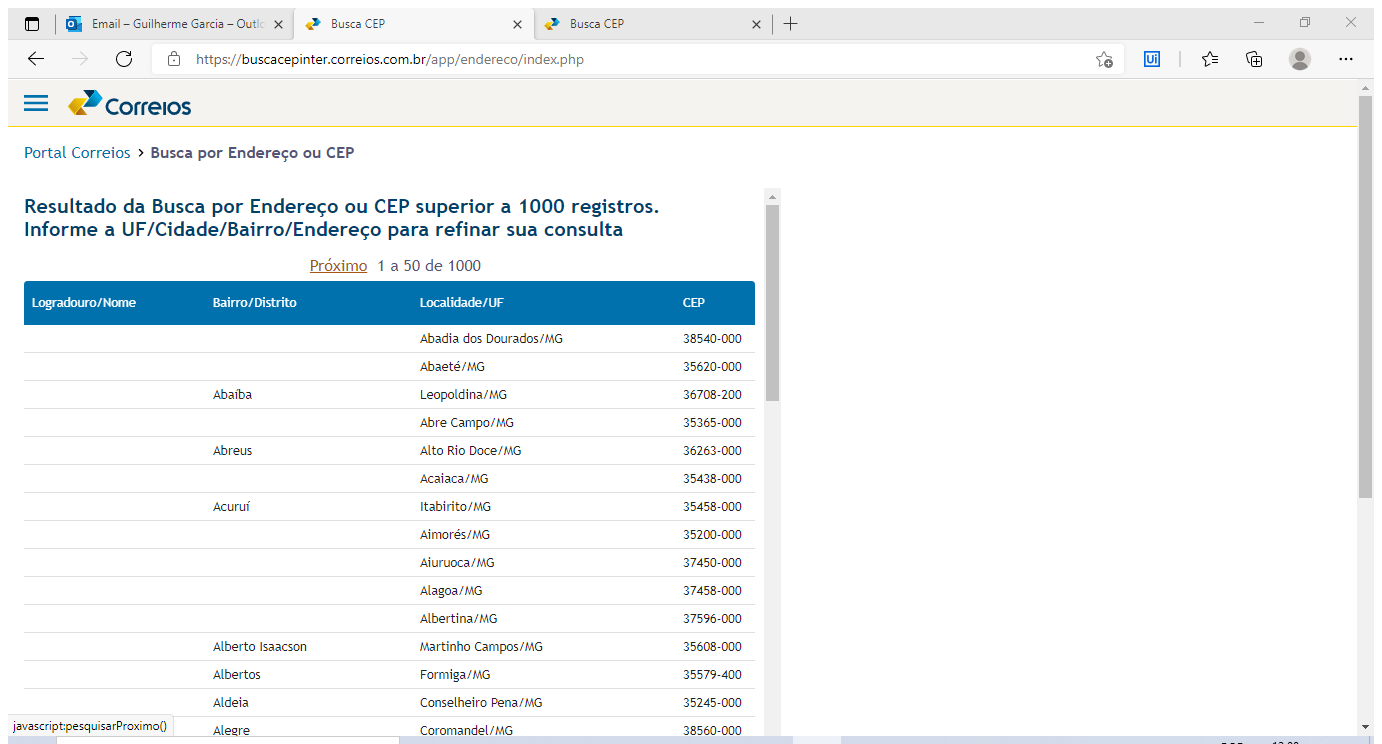 Email – Guilherme Garcia – Outlo
Busca CEP
Busca CEP
https://buscacepinter.correios.com.br/app/endereco/index.php
Ui
Correios
Portal Correios › Busca por Endereço ou CEP
Resultado da Busca por Endereço ou CEP superior a 1000 registros.
Informe a UF/Cidade/Bairro/Endereço para refinar sua consulta
Próximo 1 a 50 de 1000
Logradouro/Nome Bairro/Distrito Localidade/UF CEP
Abadia dos Dourados/MG 38540-000
Abaeté/MG 35620-000
Abaíba Leopoldina/MG 36708-200
Abre Campo/MG 35365-000
Abreus Alto Rio Doce/MG 36263-000
Acaiaca/MG 35438-000
Acuruí Itabirito/MG 35458-000
Aimorés/MG 35200-000
Aiuruoca/MG 37450-000
Alagoa/MG 37458-000
Albertina/MG 37596-000
Alberto Isaacson Martinho Campos/MG 35608-000
Albertos Formiga/MG 35579-400
Aldeia Conselheiro Pena/MG 35245-000
Alegre Coromandel/MG 38560-000
javascript:pesquisarProximo()